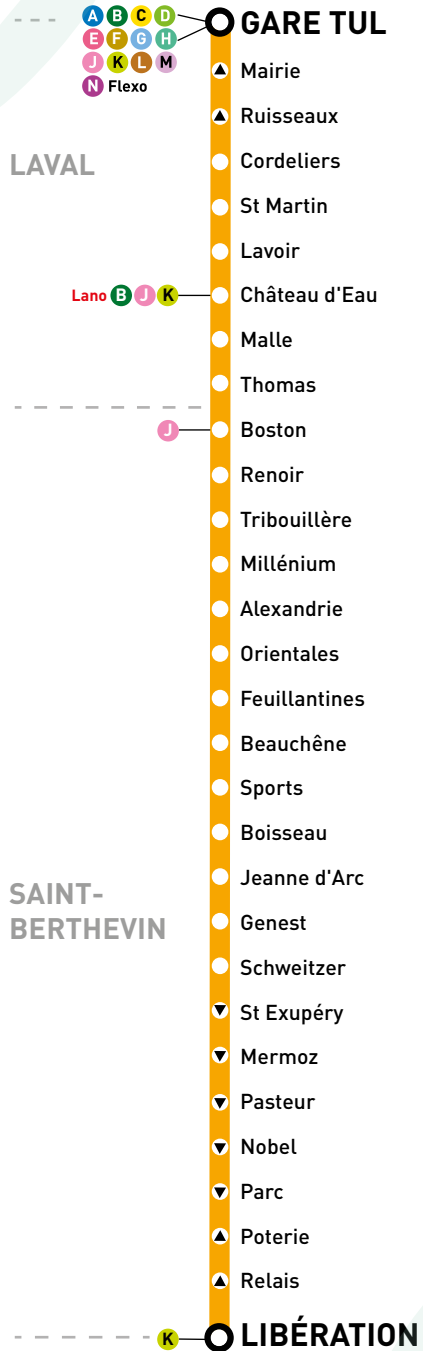 A B C D
GARE TUL
E F G H
J K L M
N Flexo
Mairie
Ruisseaux
LAVAL
Cordeliers
St Martin
Lavoir
Lano B J K
Château d'Eau
Malle
Thomas
J
Boston
Renoir
Tribouillère
Millénium
Alexandrie
Orientales
Feuillantines
Beauchêne
Sports
Boisseau
Jeanne d'Arc
SAINT-
BERTHEVIN
Genest
Schweitzer
St Exupéry
Mermoz
Pasteur
Nobel
Parc
Poterie
Relais
K
LIBÉRATION